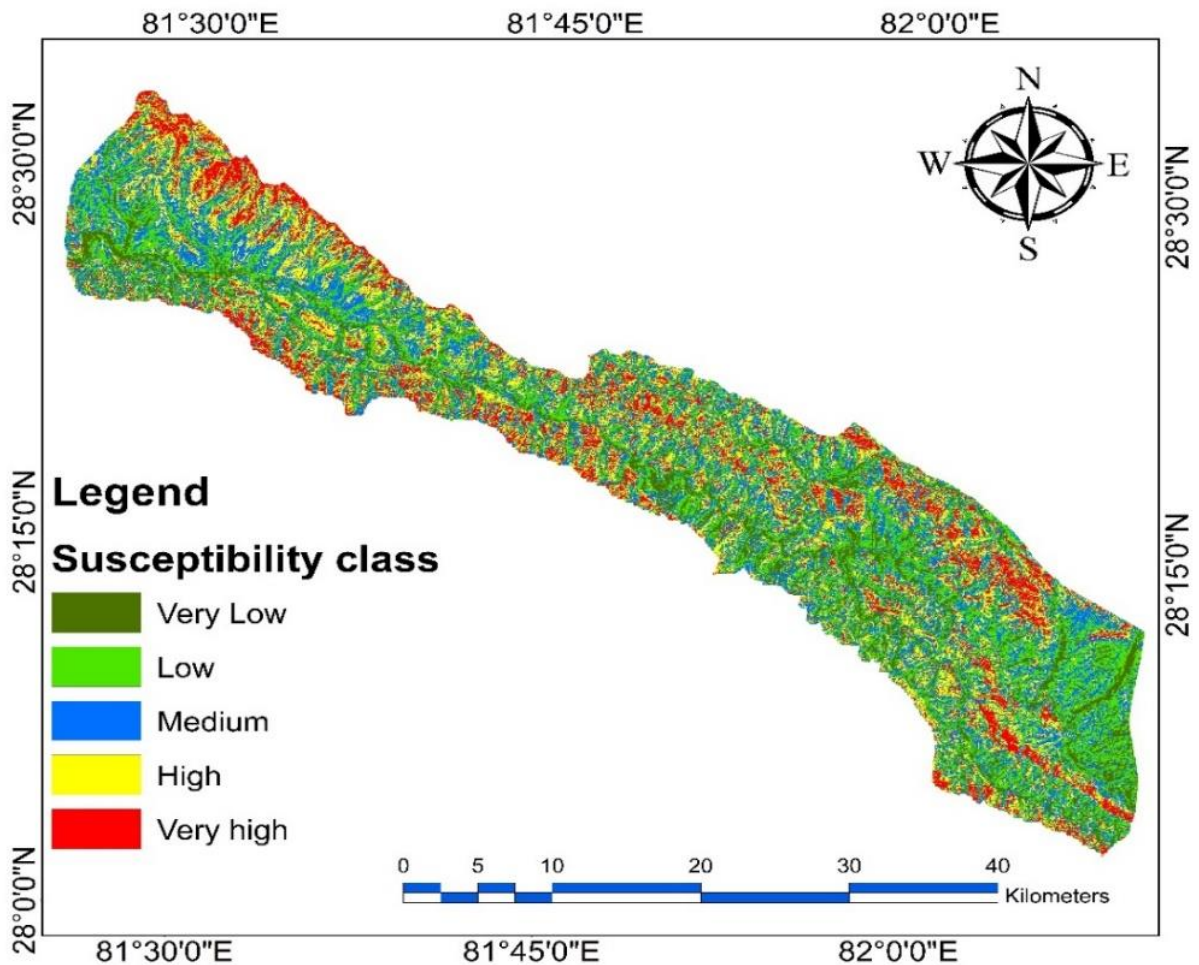 81°30'0"E 81°45'0"E 82°0'0"E
28°30'0"N
28°30'0"N
N
W E
S
28°15'0"N
28°15'0"N
Legend
Susceptibility class
Very Low
Low
Medium
High
Very high
0 5 10 20 30 40
Kilometers
28°0'0"N
81°30'0"E 81°45'0"E 82°0'0"E